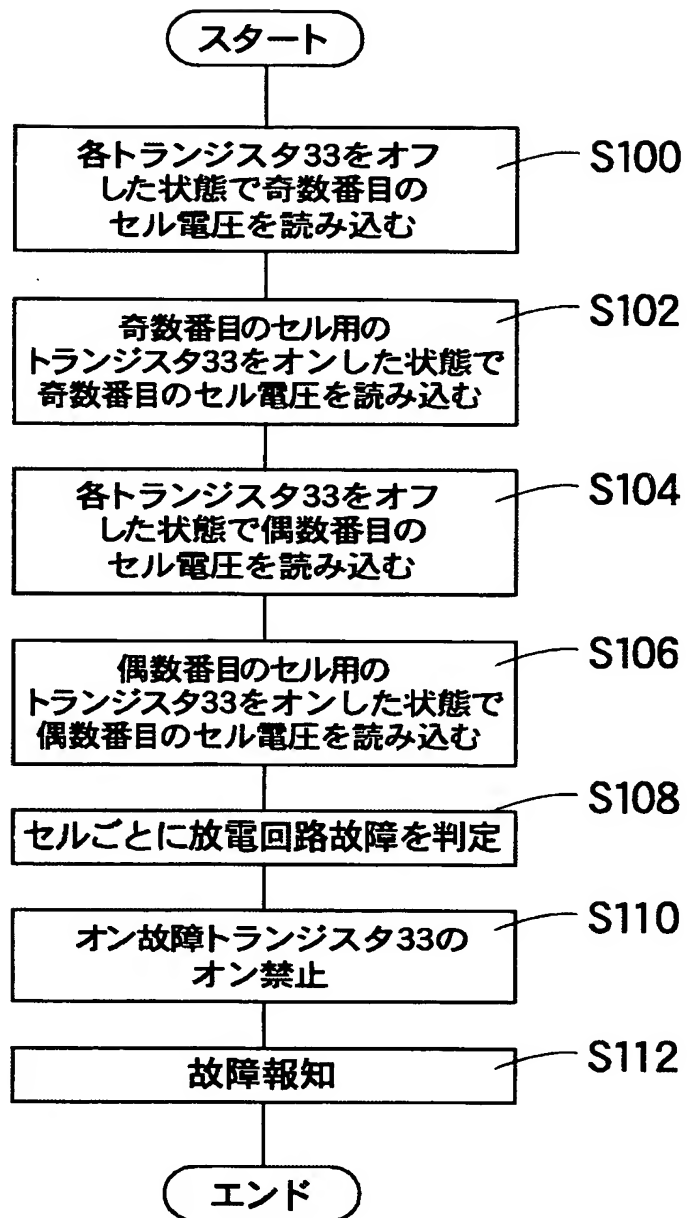 スタート
各トランジスタ33をオフ
した状態で奇数番目の
セル電圧を読み込む
S100
奇数番目のセル用の
トランジスタ33をオンした状態で
奇数番目のセル電圧を読み込む
S102
各トランジスタ33をオフ
した状態で偶数番目の
セル電圧を読み込む
S104
偶数番目のセル用の
トランジスタ33をオンした状態で
偶数番目のセル電圧を読み込む
S106
セルごとに放電回路故障を判定
S108
オン故障トランジスタ33の
オン禁止
S110
故障報知
S112
エンド